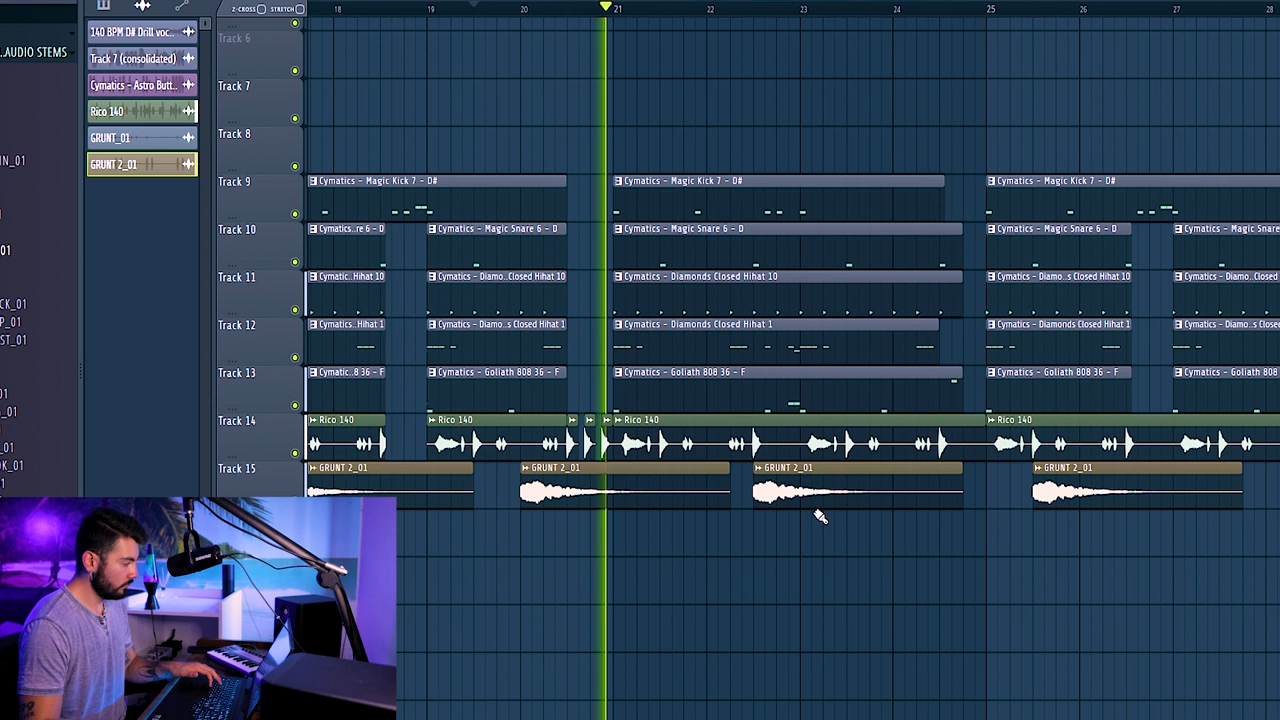 Z-CROSS STRETCH
18 19 20 21 22 23 24 25 26 27 28
140 BPM D# Drill voc..
Track 7 (consolidated)
Cymatics - Astro Butt..
Rico 140
GRUNT_01
GRUNT 2_01
..AUDIO STEMS
IN_01
01
CK_01
P_01
ST_01
_01
_01
OK_01
_01
Track 6
Track 7
Track 8
Track 9
Cymatics - Magic Kick 7 - D# Cymatics - Magic Kick 7 - D# Cymatics - Magic Kick 7 - D#
Track 10
Cymatics..re 6 - D Cymatics - Magic Snare 6 - D Cymatics - Magic Snare 6 - D Cymatics - Magic Snare 6 - D Cymatics - Magic Snare
Track 11
Cymatic..Hihat 10 Cymatics - Diamo..Closed Hihat 10 Cymatics - Diamonds Closed Hihat 10 Cymatics - Diamo..s Closed Hihat 10 Cymatics - Diamo..Closed
Track 12
Cymatics..Hihat 1 Cymatics - Diamo..s Closed Hihat 1 Cymatics - Diamonds Closed Hihat 1 Cymatics - Diamo..s Closed Hihat 1 Cymatics - Diamo..s Closed
Track 13
Cymatic..8 36 - F Cymatics - Goliath 808 36 - F Cymatics - Goliath 808 36 - F Cymatics - Goliath 808 36 - F Cymatics - Goliath 808
Track 14
Rico 140 Rico 140 Rico 140 Rico 140
Track 15
GRUNT 2_01 GRUNT 2_01 GRUNT 2_01 GRUNT 2_01